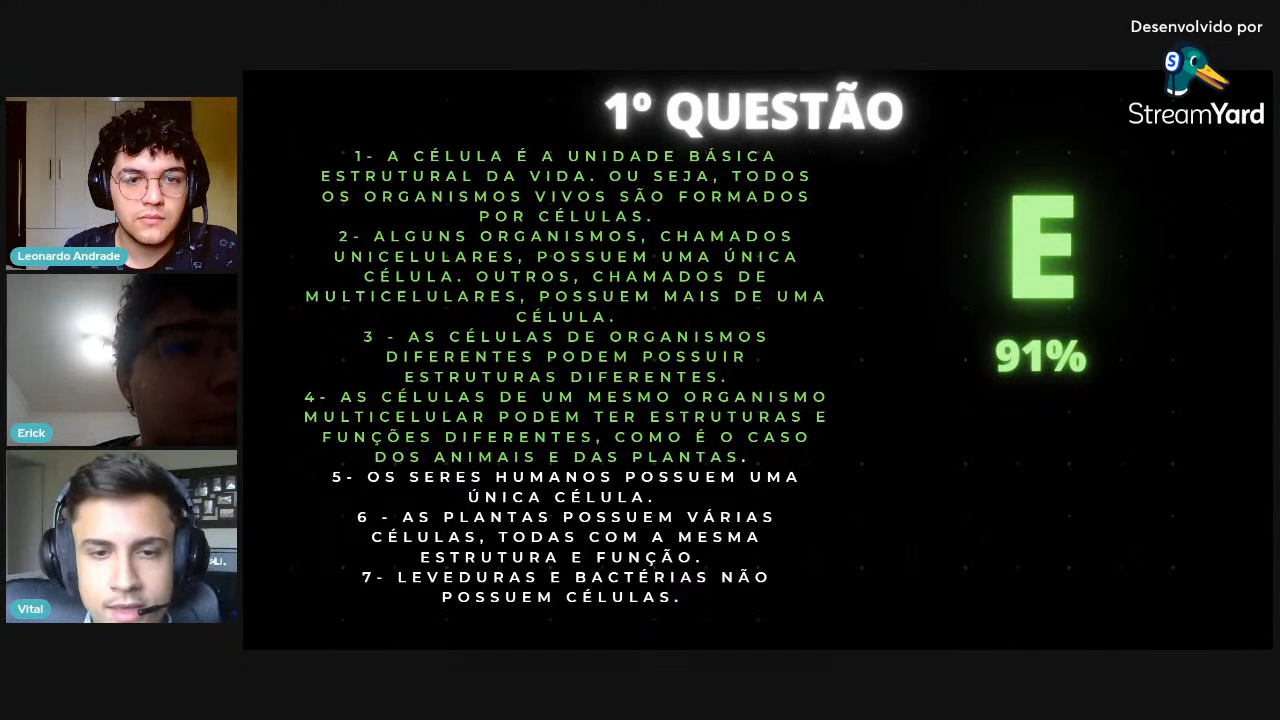 Desenvolvido por
StreamYard
1º QUESTÃO
1- A CÉLULA É A UNIDADE BÁSICA
ESTRUTURAL DA VIDA. OU SEJA, TODOS
OS ORGANISMOS VIVOS SÃO FORMADOS
POR CÉLULAS.
2- ALGUNS ORGANISMOS, CHAMADOS
UNICELULARES, POSSUEM UMA ÚNICA
CÉLULA. OUTROS, CHAMADOS DE
MULTICELULARES, POSSUEM MAIS DE UMA
CÉLULA.
3 - AS CÉLULAS DE ORGANISMOS
DIFERENTES PODEM POSSUIR
ESTRUTURAS DIFERENTES.
4- AS CÉLULAS DE UM MESMO ORGANISMO
MULTICELULAR PODEM TER ESTRUTURAS E
FUNÇÕES DIFERENTES, COMO É O CASO
DOS ANIMAIS E DAS PLANTAS.
5- OS SERES HUMANOS POSSUEM UMA
ÚNICA CÉLULA.
6 - AS PLANTAS POSSUEM VÁRIAS
CÉLULAS, TODAS COM A MESMA
ESTRUTURA E FUNÇÃO.
7- LEVEDURAS E BACTÉRIAS NÃO
POSSUEM CÉLULAS.
E
91%
Leonardo Andrade
Erick
Vital